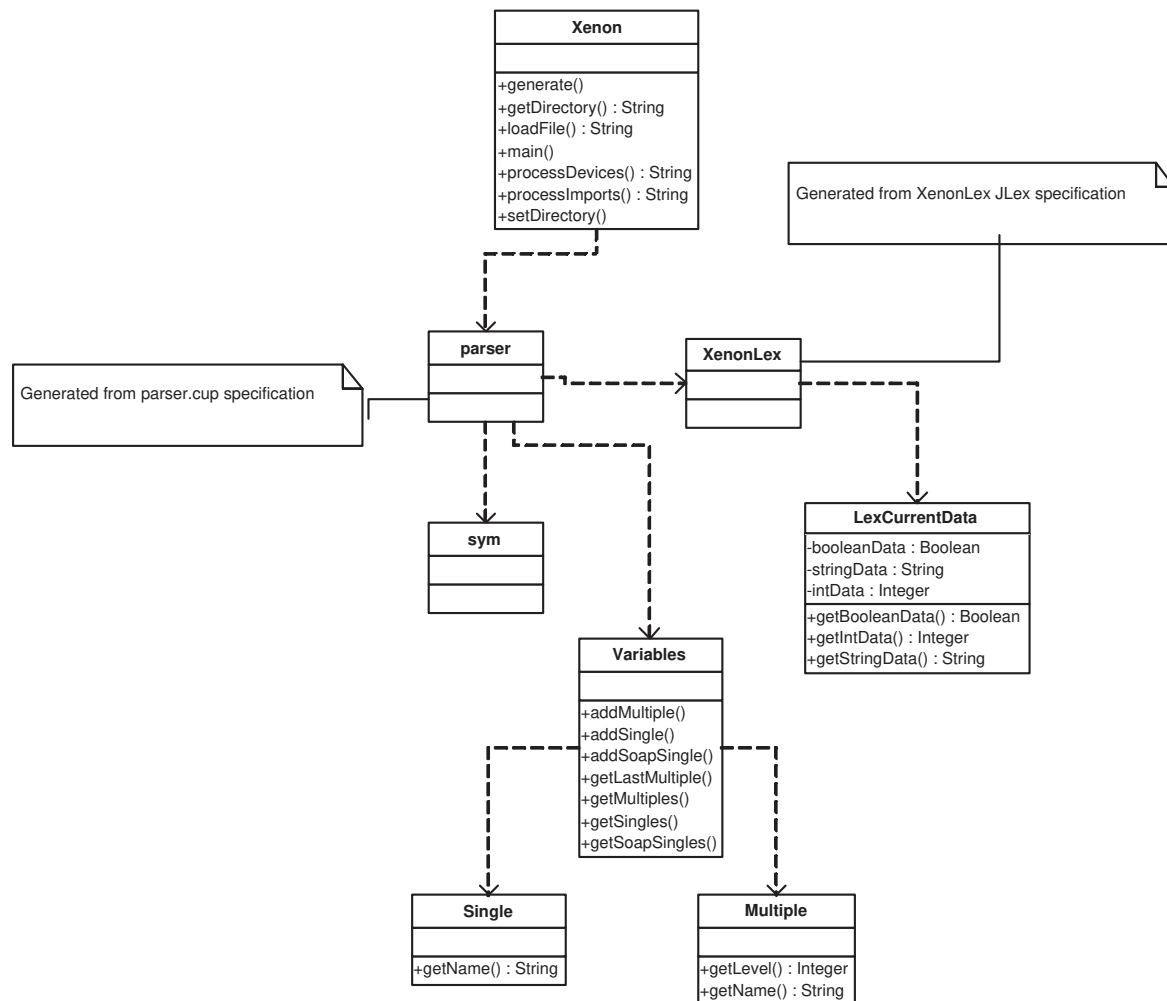 Xenon
+generate()
+getDirectory() : String
+loadFile() : String
+main()
+processDevices() : String
+processImports() : String
+setDirectory()
Generated from XenonLex JLex specification
parser
XenonLex
Generated from parser.cup specification
sym
LexCurrentData
-booleanData : Boolean
-stringData : String
-intData : Integer
+getBooleanData() : Boolean
+getIntData() : Integer
+getStringData() : String
Variables
+addMultiple()
+addSingle()
+addSoapSingle()
+getLastMultiple()
+getMultiples()
+getSingles()
+getSoapSingles()
Single
+getName() : String
Multiple
+getLevel() : Integer
+getName() : String